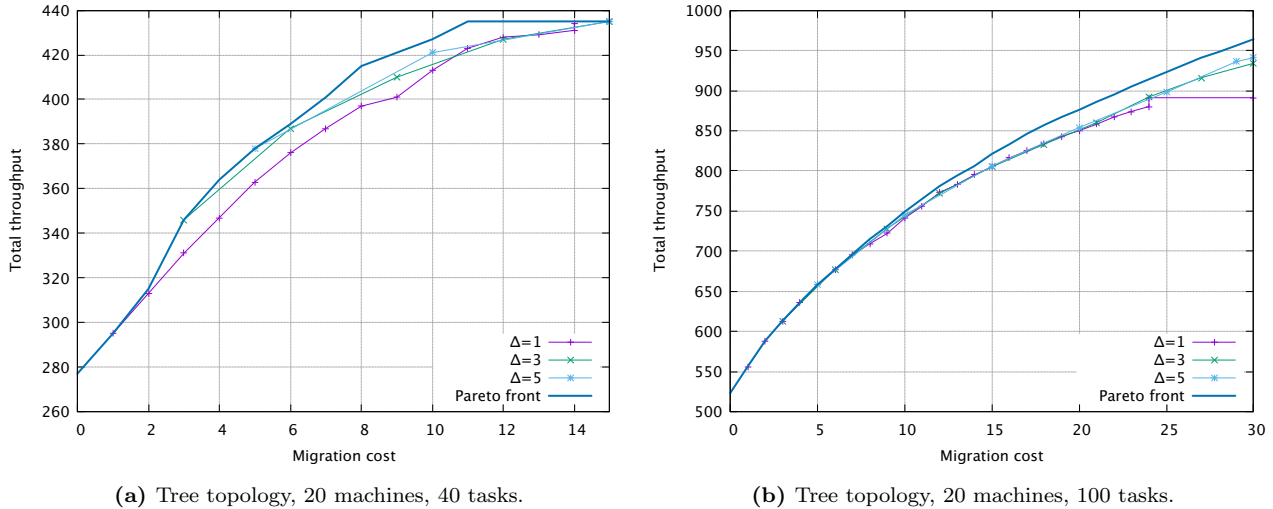 440
420
400
380
360
340
320
300
280
260
Total throughput
0 2 4 6 8 10 12 14
Migration cost
Δ=1
Δ=3
Δ=5
Pareto front
(a) Tree topology, 20 machines, 40 tasks.
1000
950
900
850
800
750
700
650
600
550
500
Total throughput
0 5 10 15 20 25 30
Migration cost
Δ=1
Δ=3
Δ=5
Pareto front
(b) Tree topology, 20 machines, 100 tasks.